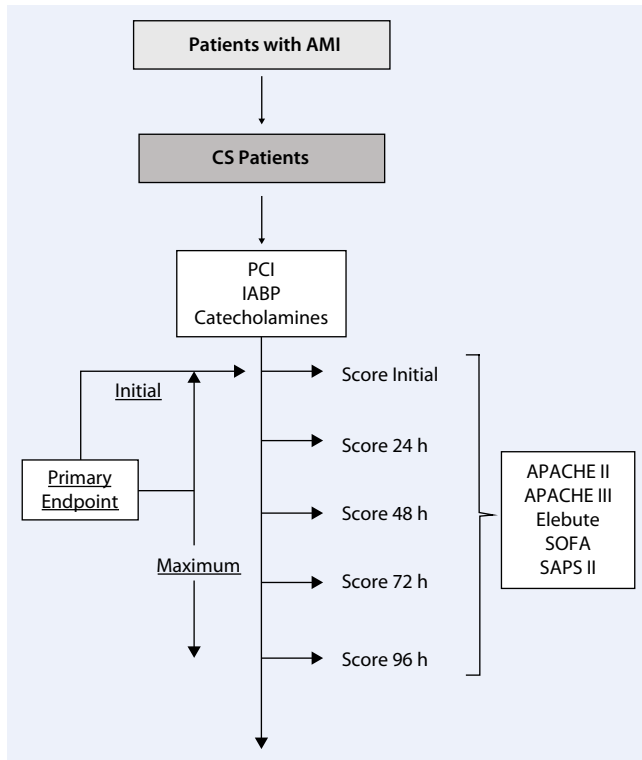 Patients with AMI
CS Patients
PCI
IABP
Catecholamines
Initial
Score Initial
Score 24 h
Primary
Endpoint
Score 48 h
Maximum
Score 72 h
Score 96 h
APACHE II
APACHE III
Elebute
SOFA
SAPS II